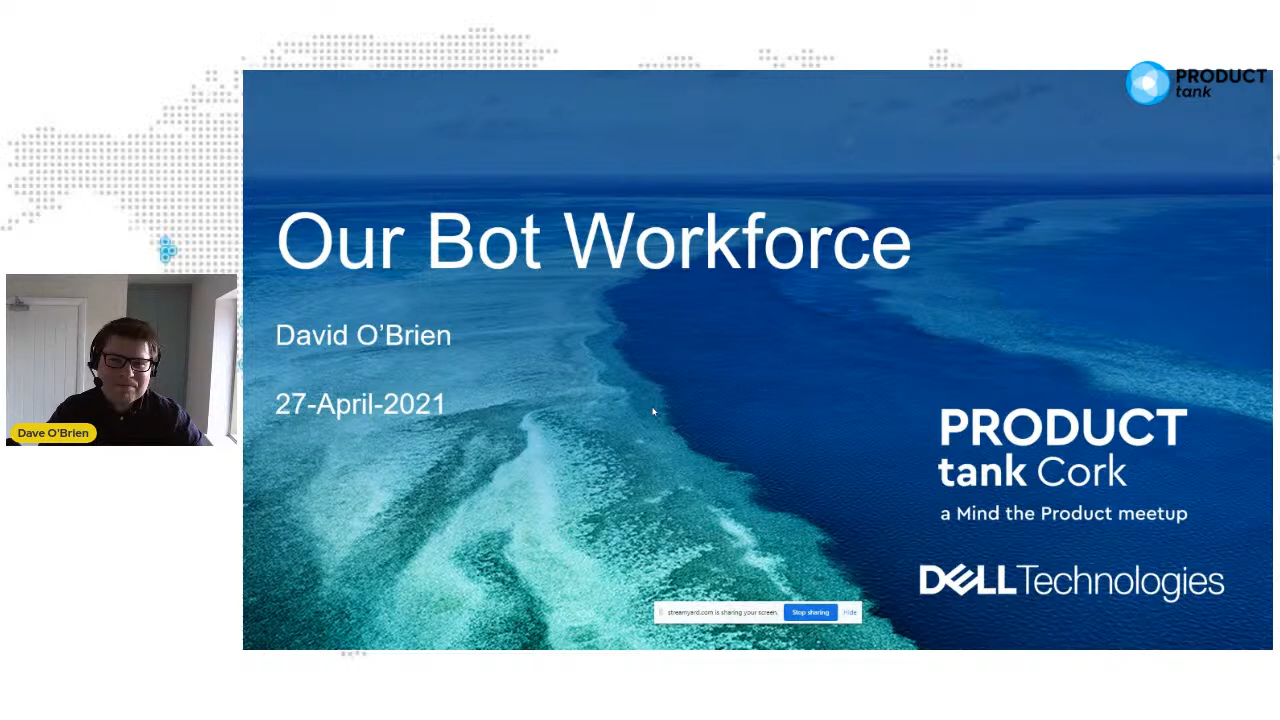 PRODUCT
tank
Our Bot Workforce
David O'Brien
27-April-2021
Dave O'Brien
PRODUCT
tank Cork
a Mind the Product meetup
DELL Technologies
streamyard.com is sharing your screen.
Stop sharing
Hide